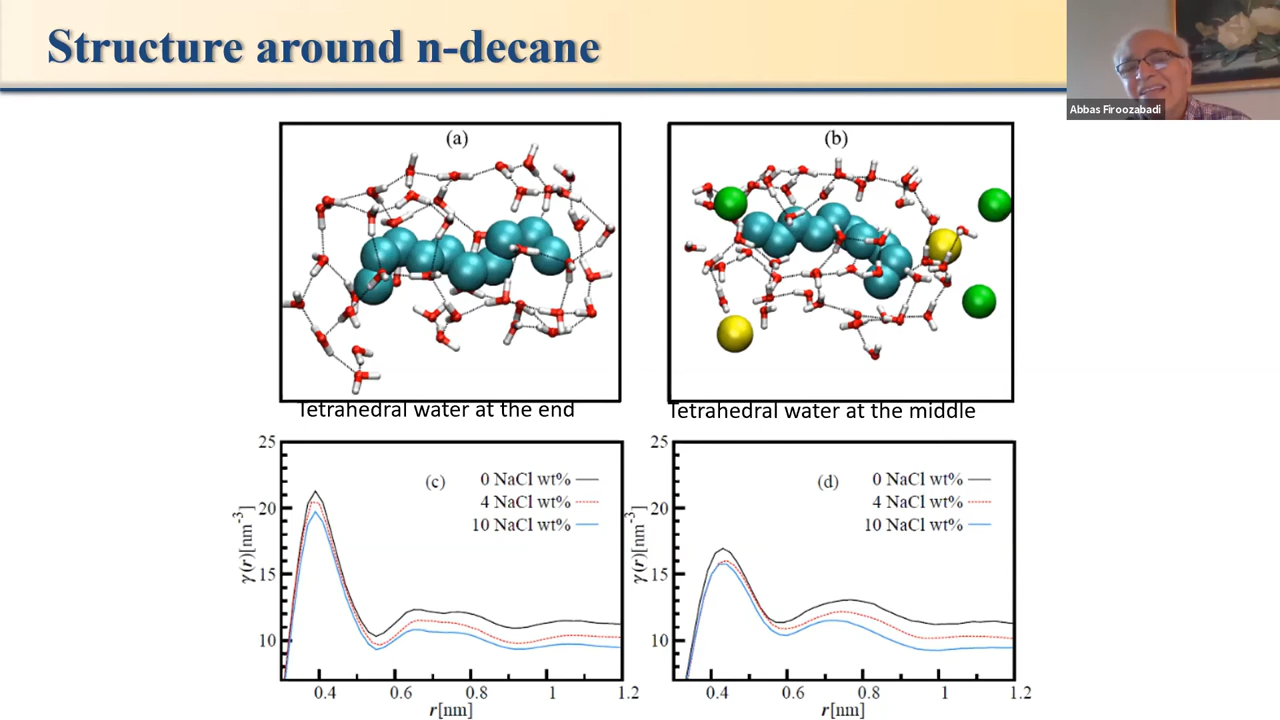 Structure around n-decane
Abbas Firoozabadi
(a)
(b)
Tetrahedral water at the end
Tetrahedral water at the middle
25
20
15
10
γ(r)[nm⁻³]
(c)
0 NaCl wt%
4 NaCl wt%
10 NaCl wt%
0.4 0.6 0.8 1 1.2
r[nm]
25
20
15
10
γ(r)[nm⁻³]
(d)
0 NaCl wt%
4 NaCl wt%
10 NaCl wt%
0.4 0.6 0.8 1 1.2
r[nm]